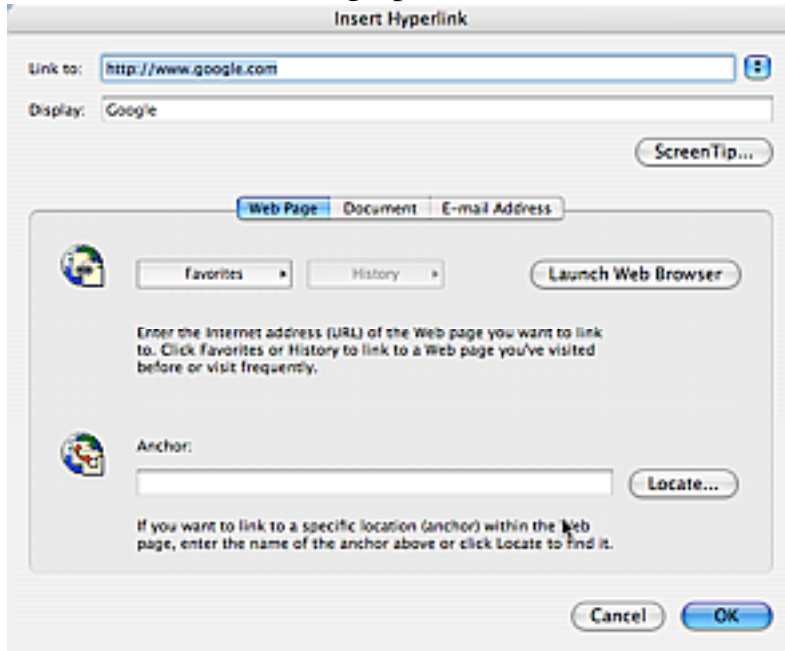 Insert Hyperlink
Link to: http://www.google.com
Display: Google
ScreenTip...
Web Page Document E-mail Address
Favorites History Launch Web Browser
Enter the Internet address (URL) of the Web page you want to link
to. Click Favorites or History to link to a Web page you've visited
before or visit frequently.
Anchor:
Locate...
If you want to link to a specific location (anchor) within the Web
page, enter the name of the anchor above or click Locate to find it.
Cancel OK